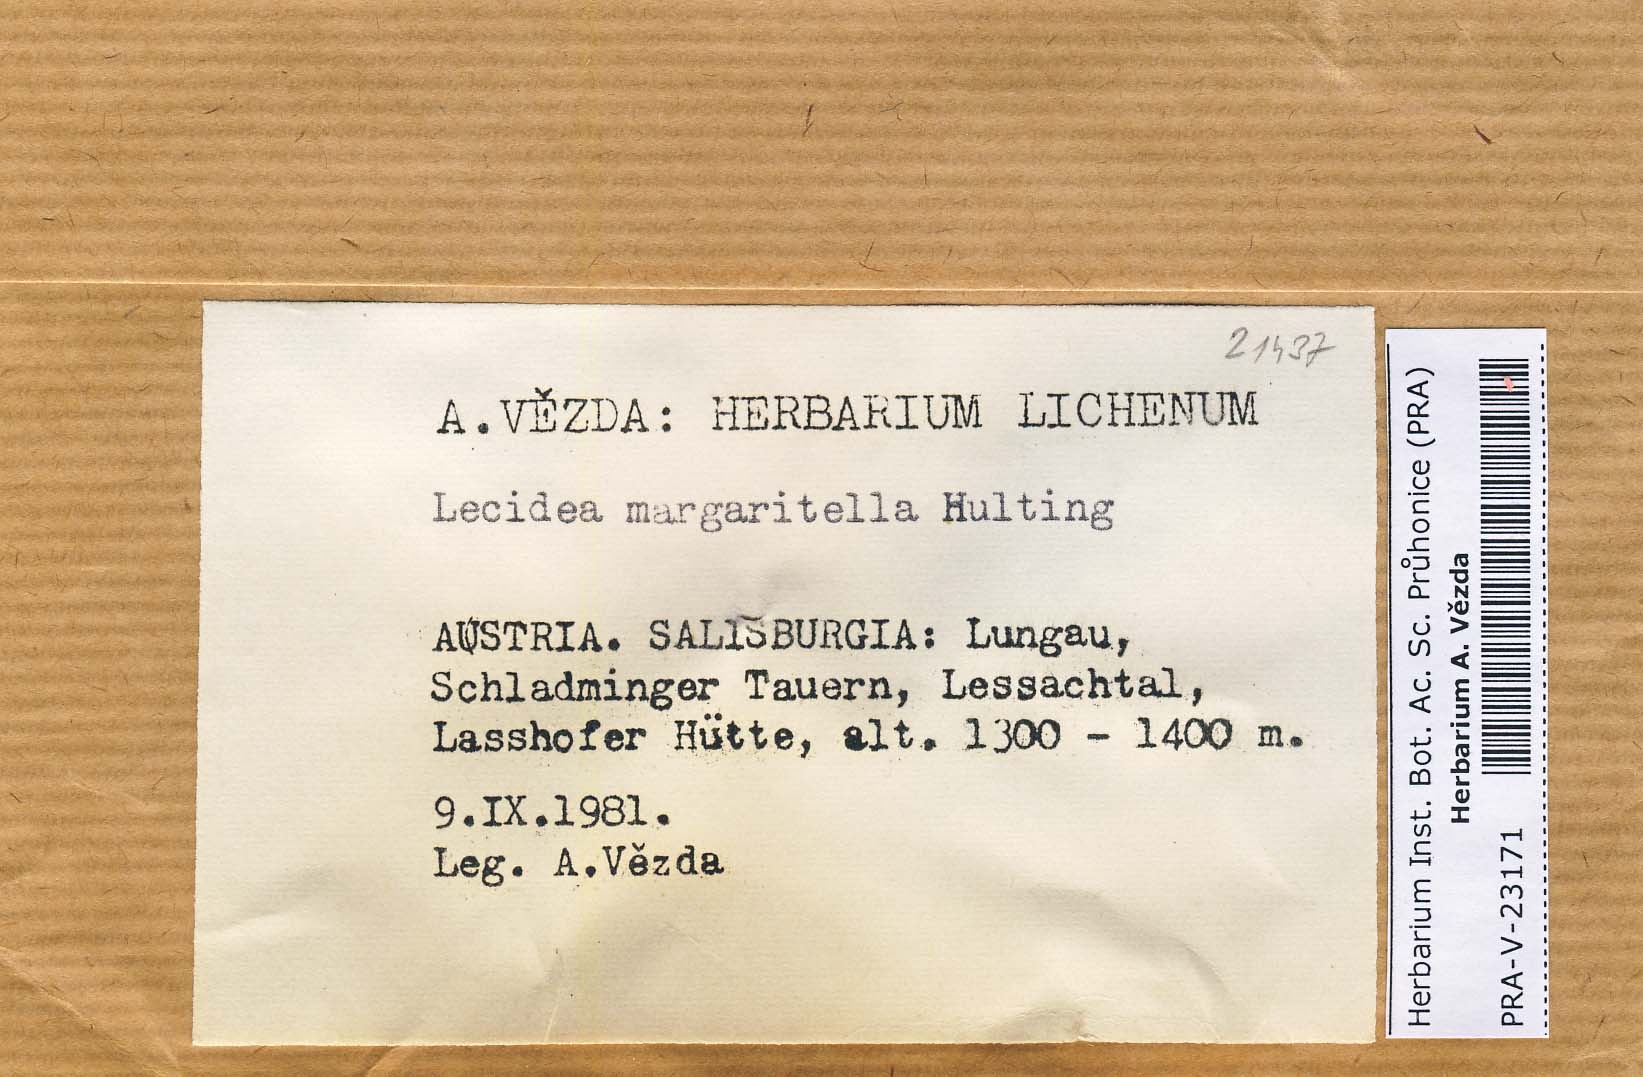 21437
A.VĚZDA: HERBARIUM LICHENUM
Lecidea margaritella Hulting
AUSTRIA. SALISBURGIA: Lungau,
Schladminger Tauern, Lessachtal,
Lasshofer Hütte, alt. 1300 - 1400 m.
9.IX.1981.
Leg. A.Vězda
Herbarium Inst. Bot. Ac. Sc. Průhonice (PRA)
Herbarium A. Vězda
PRA-V-23171